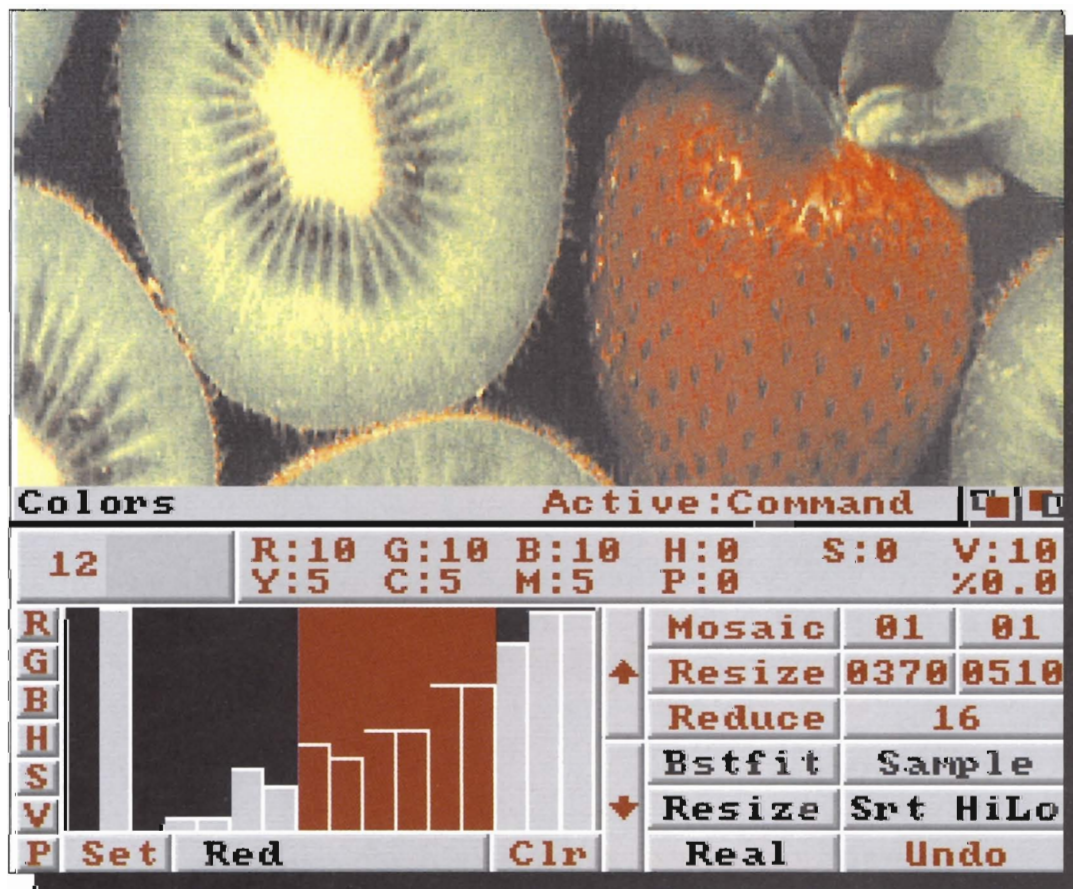 Colors Active:Command
12 R:10 G:10 B:10 H:0 S:0 V:10
Y:5 C:5 M:5 P:0 %0.0
R Mosaic 01 01
G Resize 0370 0510
B Reduce 16
H Bstfit Sample
S Resize Srt HiLo
V
P Set Red Clr Real Undo